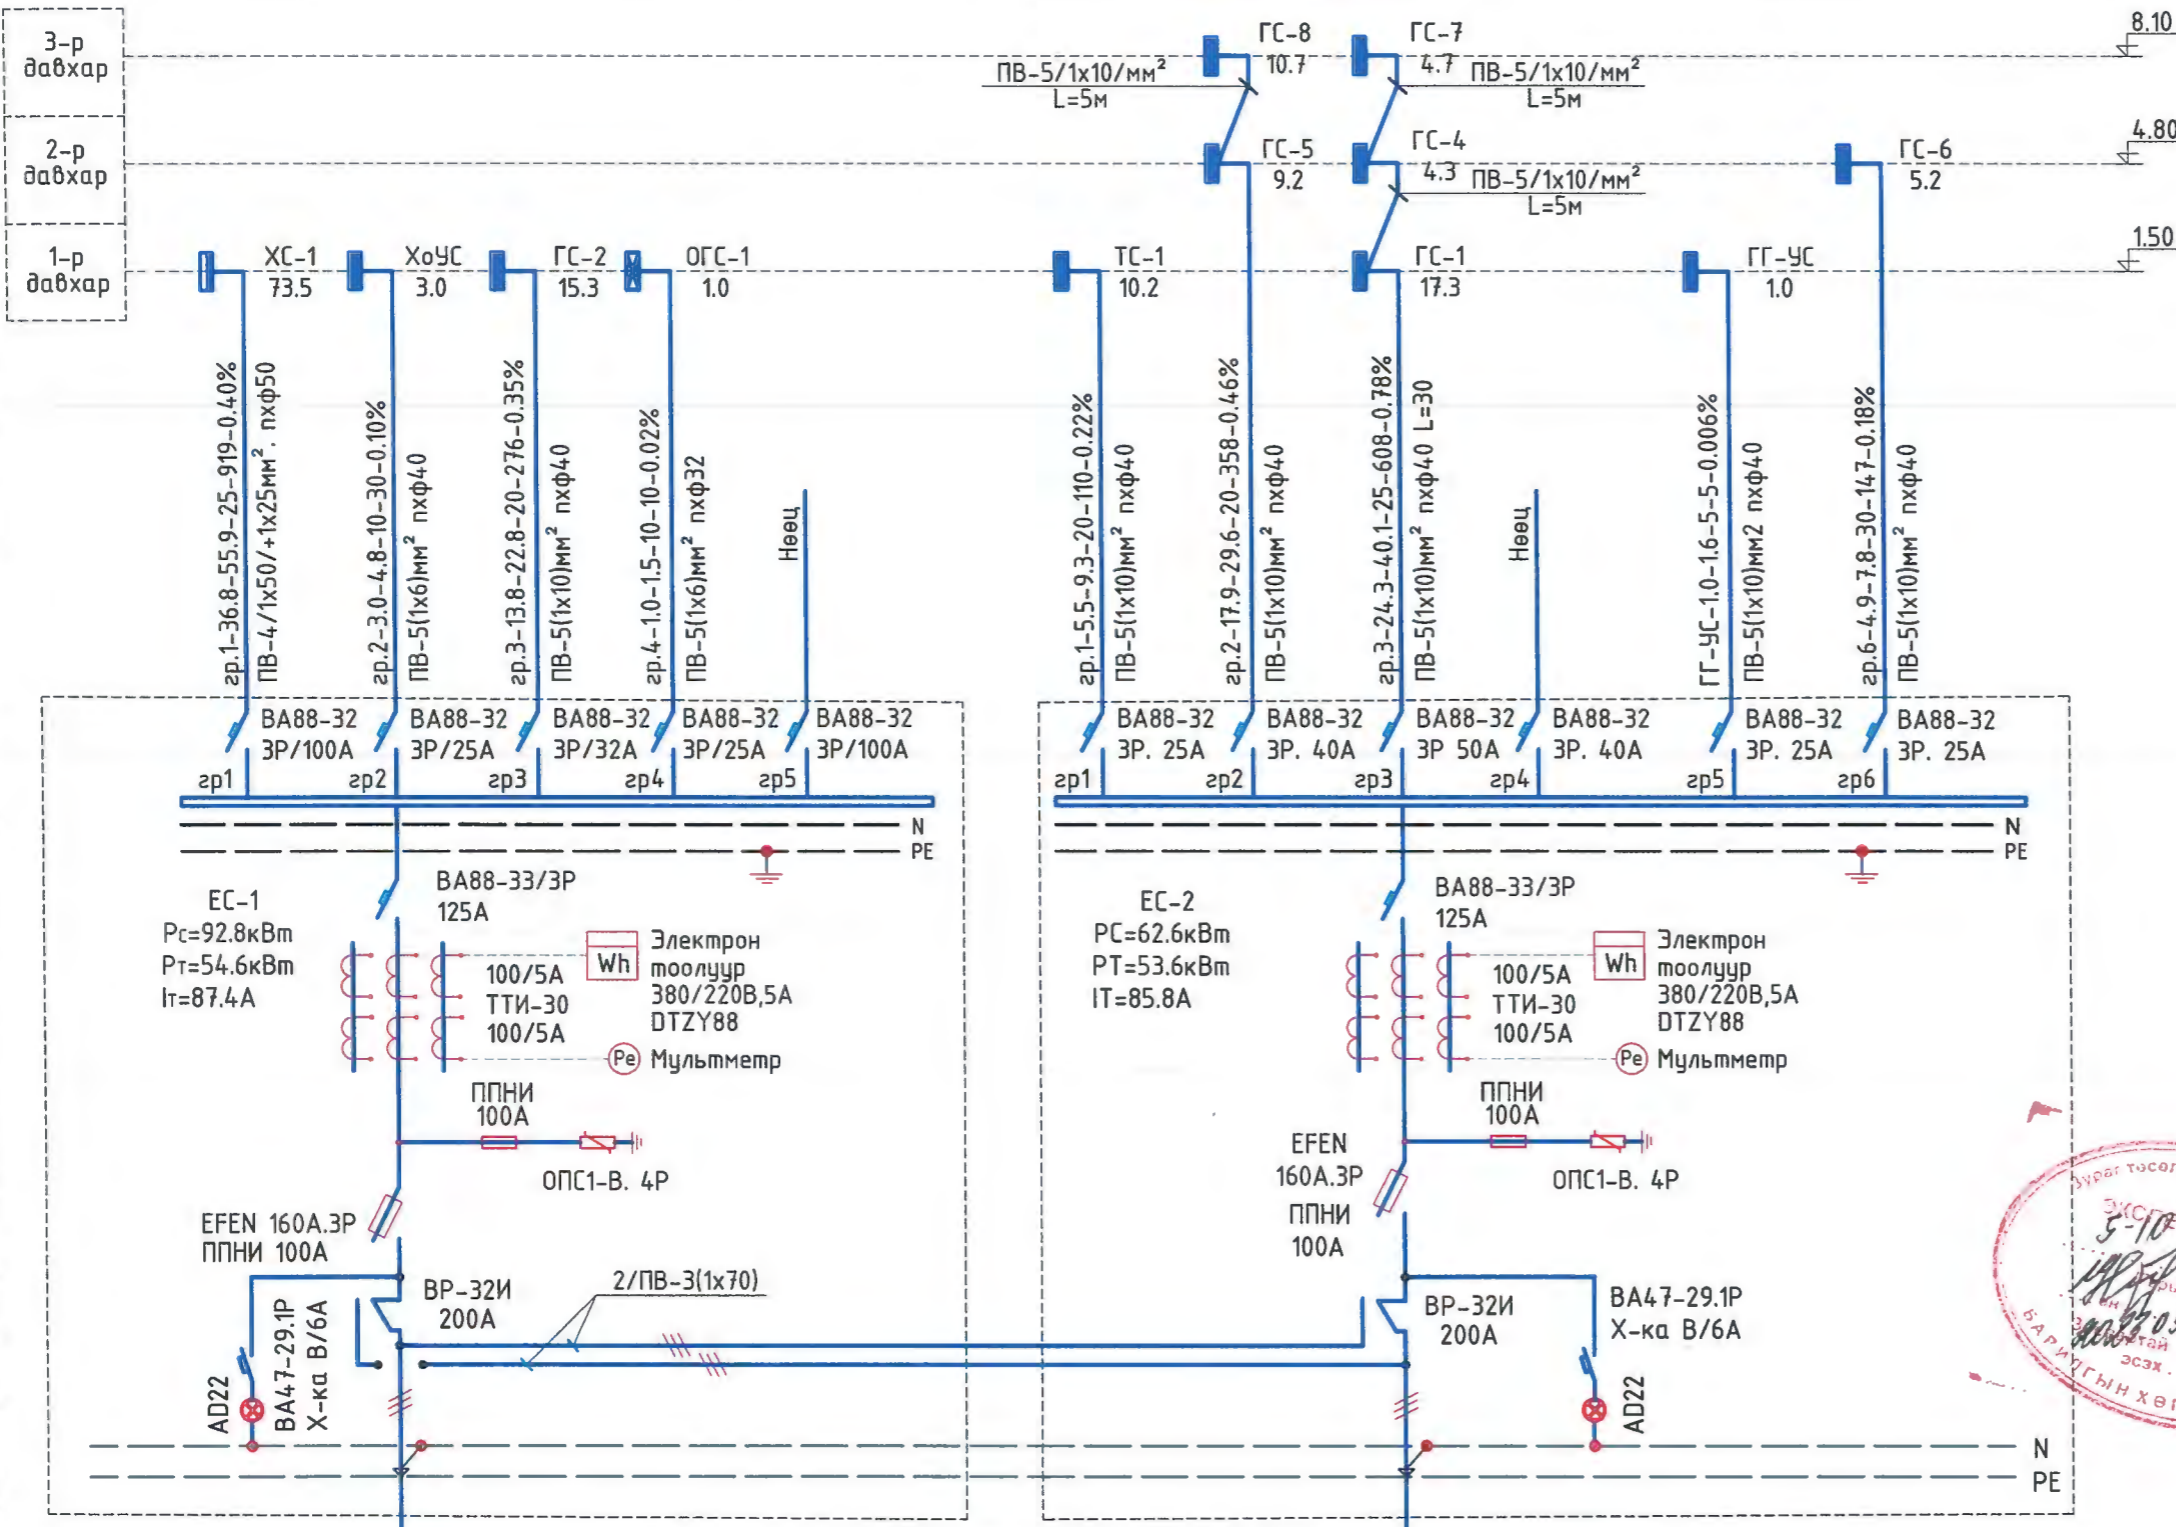 3-р
давхар
2-р
давхар
1-р
давхар
ГС-8
10.7
ГС-7
4.7
ПВ-5/1x10/мм²
L=5м
ПВ-5/1x10/мм²
L=5м
8.10
ГС-5
9.2
ГС-4
4.3
ПВ-5/1x10/мм²
L=5м
ГС-6
5.2
4.80
ХС-1
73.5
ХоУС
3.0
ГС-2
15.3
ОГС-1
1.0
ТС-1
10.2
ГС-1
17.3
ГГ-УС
1.0
1.50
гр.1-36.8-55.9-25-919-0.40%
ПВ-4/1x50/+1x25мм². пхф50
гр.2-3.0-4.8-10-30-0.10%
ПВ-5(1x6)мм² пхф40
гр.3-13.8-22.8-20-276-0.35%
ПВ-5(1x10)мм² пхф40
гр.4-1.0-1.5-10-10-0.02%
ПВ-5(1x6)мм² пхф32
Нөөц
гр.1-5.5-9.3-20-110-0.22%
ПВ-5(1x10)мм² пхф40
гр.2-17.9-29.6-20-358-0.46%
ПВ-5(1x10)мм² пхф40
гр.3-24.3-40.1-25-608-0.78%
ПВ-5(1x10)мм² пхф40 L=30
Нөөц
ГГ-УС-1.0-1.6-5-5-0.006%
ПВ-5(1x10)мм2 пхф40
гр.6-4.9-7.8-30-147-0.18%
ПВ-5(1x10)мм² пхф40
ВА88-32
3Р/100А
ВА88-32
3Р/25А
ВА88-32
3Р/32А
ВА88-32
3Р/25А
ВА88-32
3Р/100А
гр1
гр2
гр3
гр4
гр5
N
PE
ВА88-32
3Р. 25А
ВА88-32
3Р. 40А
ВА88-32
3Р 50А
ВА88-32
3Р. 40А
ВА88-32
3Р. 25А
ВА88-32
3Р. 25А
гр1
гр2
гр3
гр4
гр5
гр6
N
PE
ЕС-1
Рс=92.8кВт
Рт=54.6кВт
Iт=87.4А
ВА88-33/3Р
125А
100/5А
ТТИ-30
100/5А
Wh
Электрон
тоолуур
380/220В,5А
DTZY88
Ре
Мультметр
ППНИ
100А
ОПС1-В. 4Р
EFEN 160А.3Р
ППНИ 100А
ВР-32И
200А
2/ПВ-3(1x70)
AD22
ВА47-29.1Р
Х-ка В/6А
ЕС-2
РС=62.6кВт
РТ=53.6кВт
IТ=85.8А
ВА88-33/3Р
125А
100/5А
ТТИ-30
100/5А
Wh
Электрон
тоолуур
380/220В,5А
DTZY88
Ре
Мультметр
ППНИ
100А
ОПС1-В. 4Р
EFEN
160А.3Р
ППНИ
100А
ВР-32И
200А
ВА47-29.1Р
Х-ка В/6А
AD22
N
PE
Зураг
БАРИЛГЫН